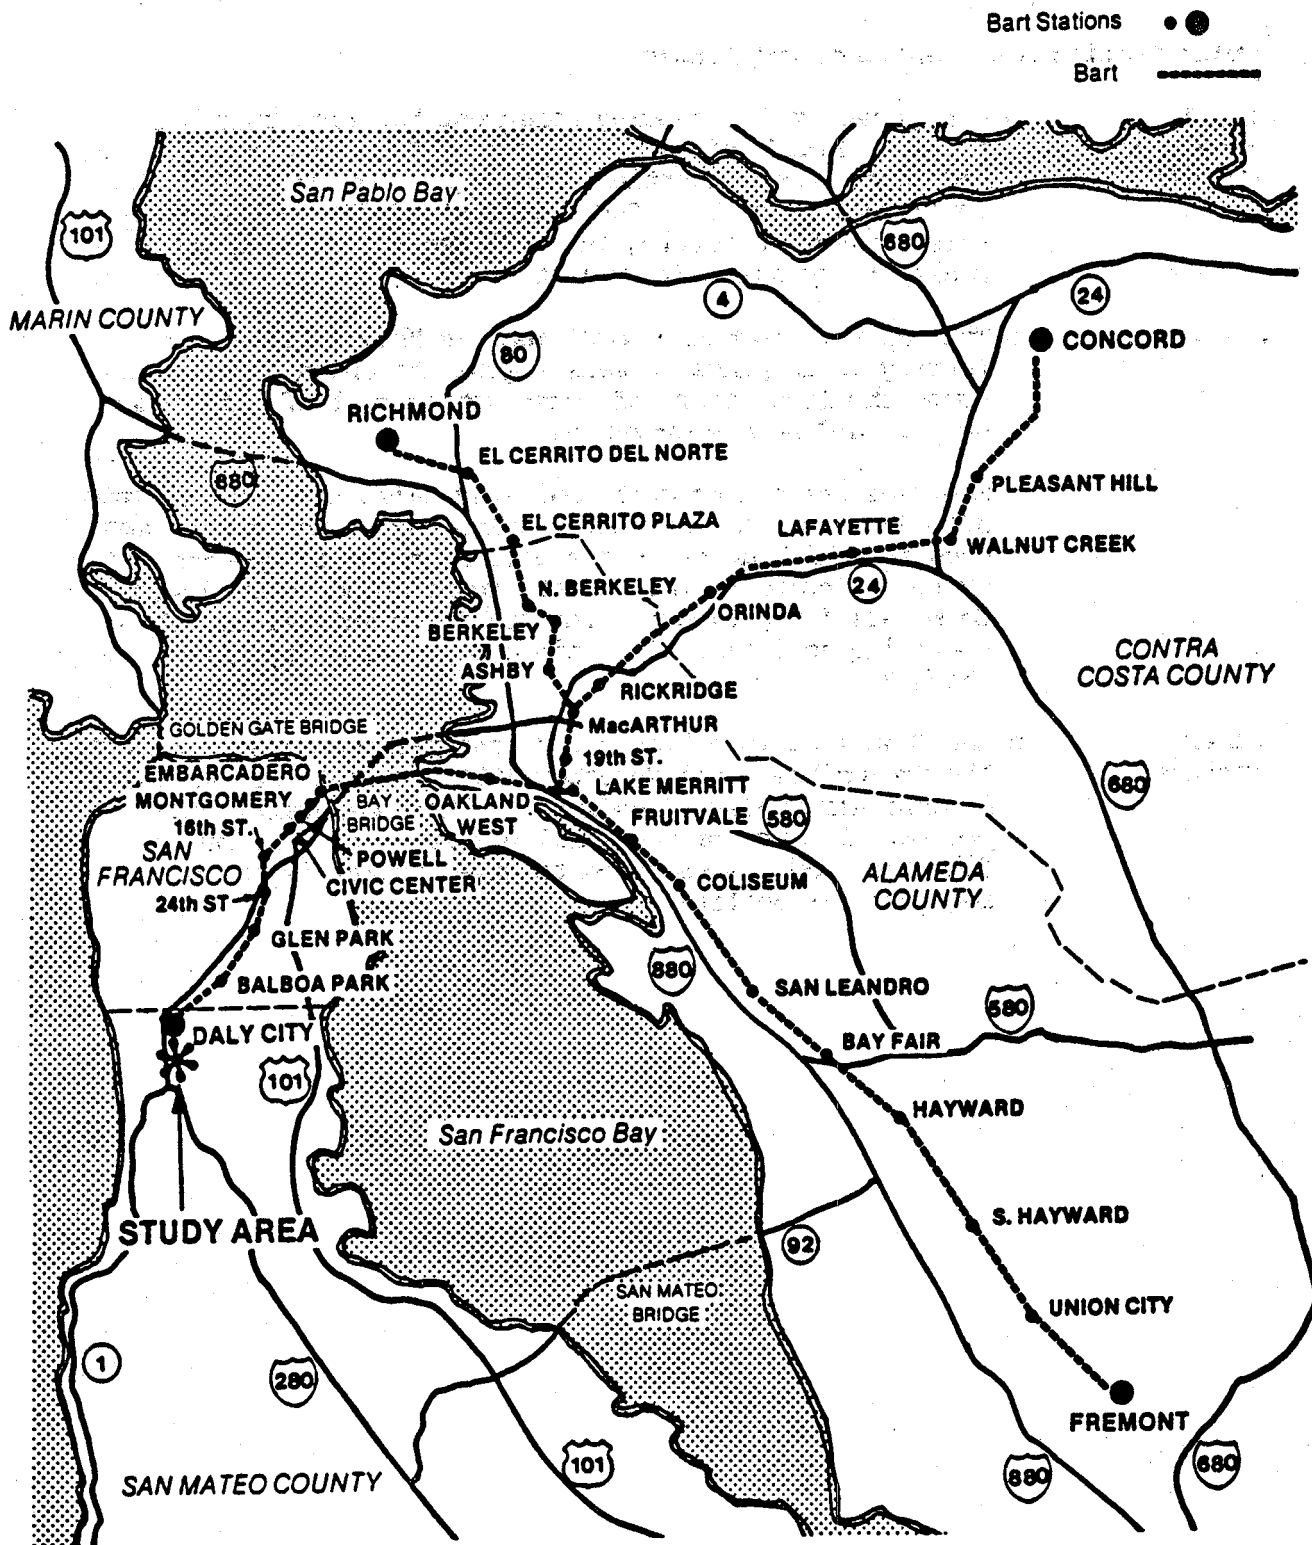 Bart Stations
Bart
San Pablo Bay
101
680
MARIN COUNTY
4
24
80
CONCORD
RICHMOND
EL CERRITO DEL NORTE
880
PLEASANT HILL
EL CERRITO PLAZA
LAFAYETTE
WALNUT CREEK
N. BERKELEY
24
ORINDA
BERKELEY
CONTRA
COSTA COUNTY
ASHBY
RICKRIDGE
GOLDEN GATE BRIDGE
MacARTHUR
19th ST.
EMBARCADERO
MONTGOMERY
BAY
BRIDGE
OAKLAND
WEST
LAKE MERRITT
680
FRUITVALE
580
16th ST.
SAN
FRANCISCO
POWELL
CIVIC CENTER
24th ST
COLISEUM
ALAMEDA
COUNTY
GLEN PARK
880
BALBOA PARK
SAN LEANDRO
580
DALY CITY
BAY FAIR
101
HAYWARD
San Francisco Bay
STUDY AREA
S. HAYWARD
92
SAN MATEO
BRIDGE
UNION CITY
1
280
FREMONT
101
880
680
SAN MATEO COUNTY